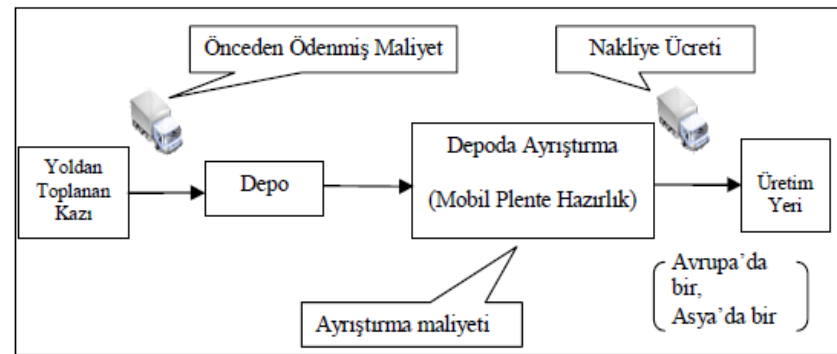 Önceden Ödenmiş Maliyet
Nakliye Ücreti
Yoldan
Toplanan
Kazı
Depo
Depoda Ayrıştırma
(Mobil Plente Hazırlık)
Üretim
Yeri
Ayrıştırma maliyeti
Avrupa’da
bir,
Asya’da bir